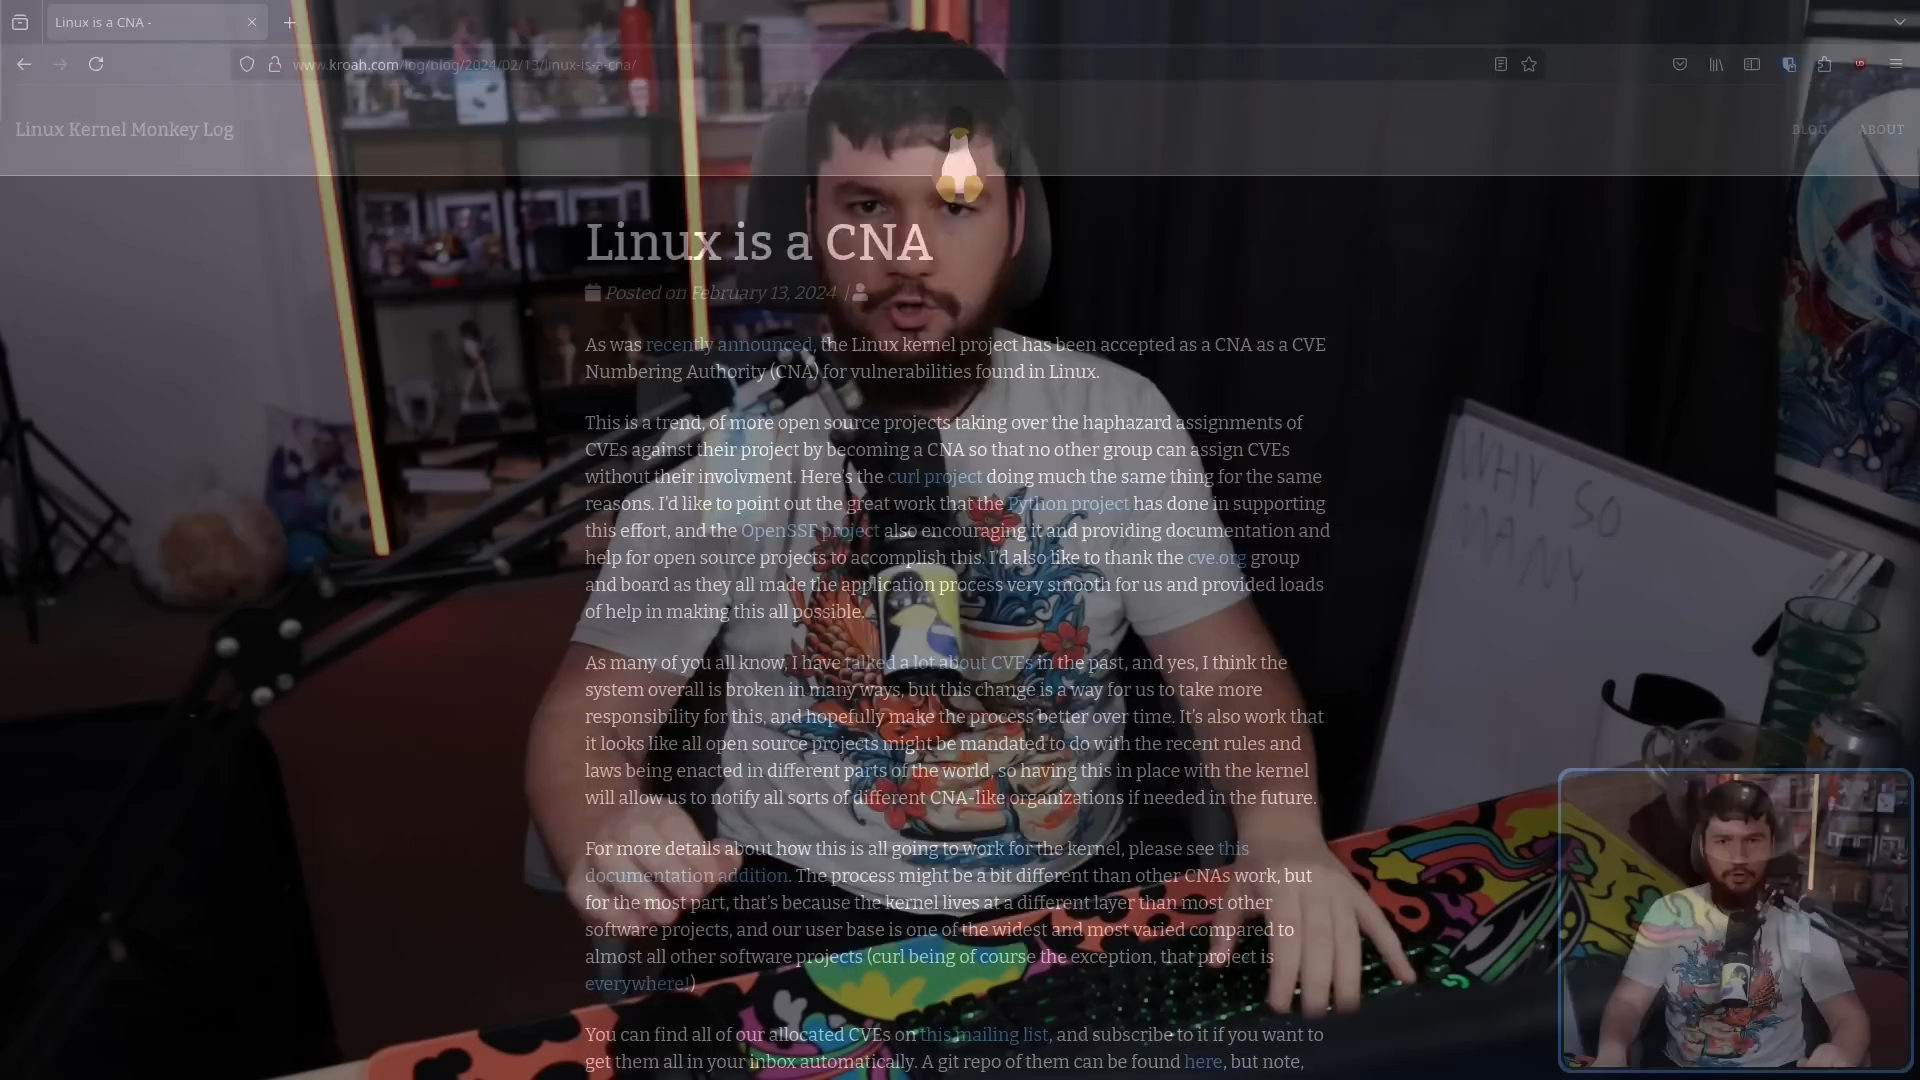 Linux is a CNA -
www.kroah.com/log/blog/2024/02/13/linux-is-a-cna/
Linux Kernel Monkey Log
BLOG ABOUT
Linux is a CNA
Posted on February 13, 2024 |
As was recently announced, the Linux kernel project has been accepted as a CNA as a CVE
Numbering Authority (CNA) for vulnerabilities found in Linux.
This is a trend, of more open source projects taking over the haphazard assignments of
CVEs against their project by becoming a CNA so that no other group can assign CVEs
without their involvment. Here's the curl project doing much the same thing for the same
reasons. I'd like to point out the great work that the Python project has done in supporting
this effort, and the OpenSSF project also encouraging it and providing documentation and
help for open source projects to accomplish this. I'd also like to thank the cve.org group
and board as they all made the application process very smooth for us and provided loads
of help in making this all possible.
As many of you all know, I have talked a lot about CVEs in the past, and yes, I think the
system overall is broken in many ways, but this change is a way for us to take more
responsibility for this, and hopefully make the process better over time. It's also work that
it looks like all open source projects might be mandated to do with the recent rules and
laws being enacted in different parts of the world, so having this in place with the kernel
will allow us to notify all sorts of different CNA-like organizations if needed in the future.
For more details about how this is all going to work for the kernel, please see this
documentation addition. The process might be a bit different than other CNAs work, but
for the most part, that's because the kernel lives at a different layer than most other
software projects, and our user base is one of the widest and most varied compared to
almost all other software projects (curl being of course the exception, that project is
everywhere!)
You can find all of our allocated CVEs on this mailing list, and subscribe to it if you want to
get them all in your inbox automatically. A git repo of them can be found here, but note,
WHY SO
MANY